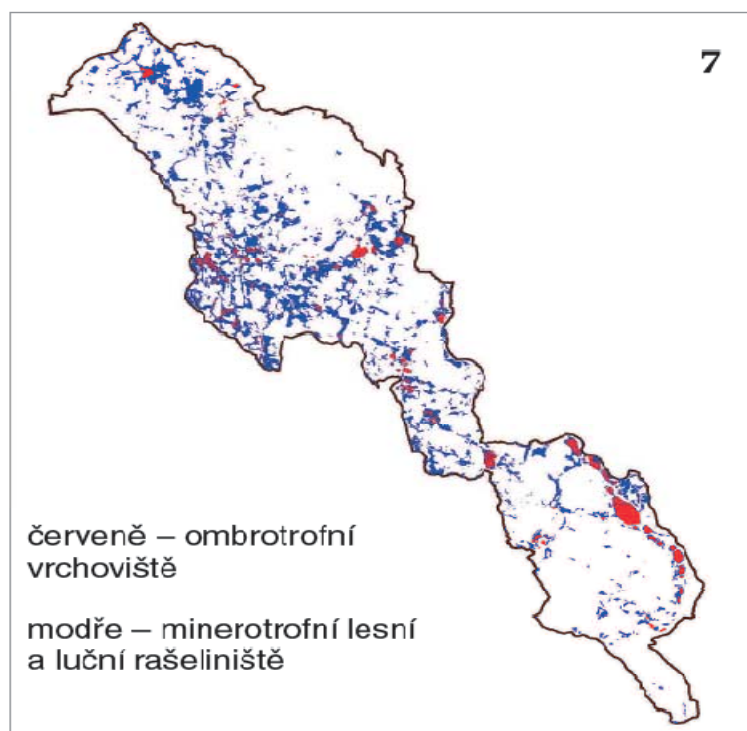 7
červeně – ombrotrofní
vrchoviště
modře – minerotrofní lesní
a luční rašeliniště